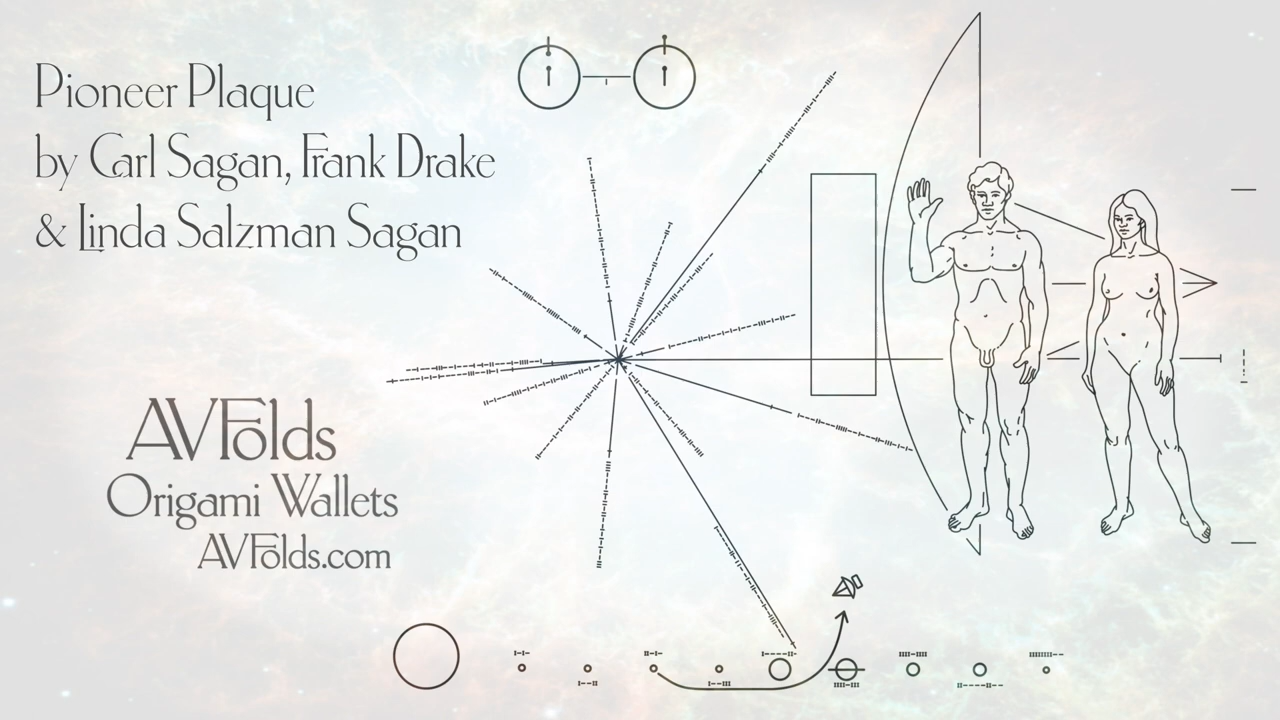 Pioneer Plaque
by Carl Sagan, Frank Drake
& Linda Salzman Sagan
AVFolds
Origami Wallets
AVFolds.com